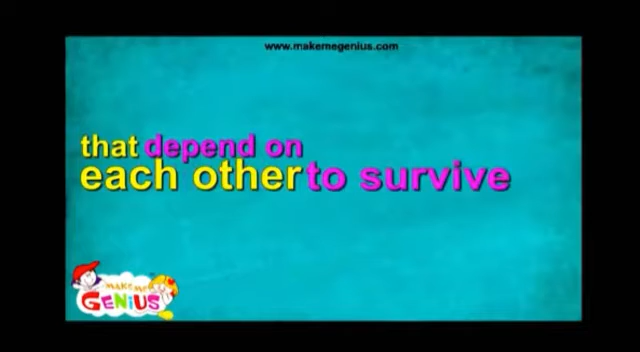 www.makemegenius.com
that depend on
each other to survive
MAKE ME
GENIUS